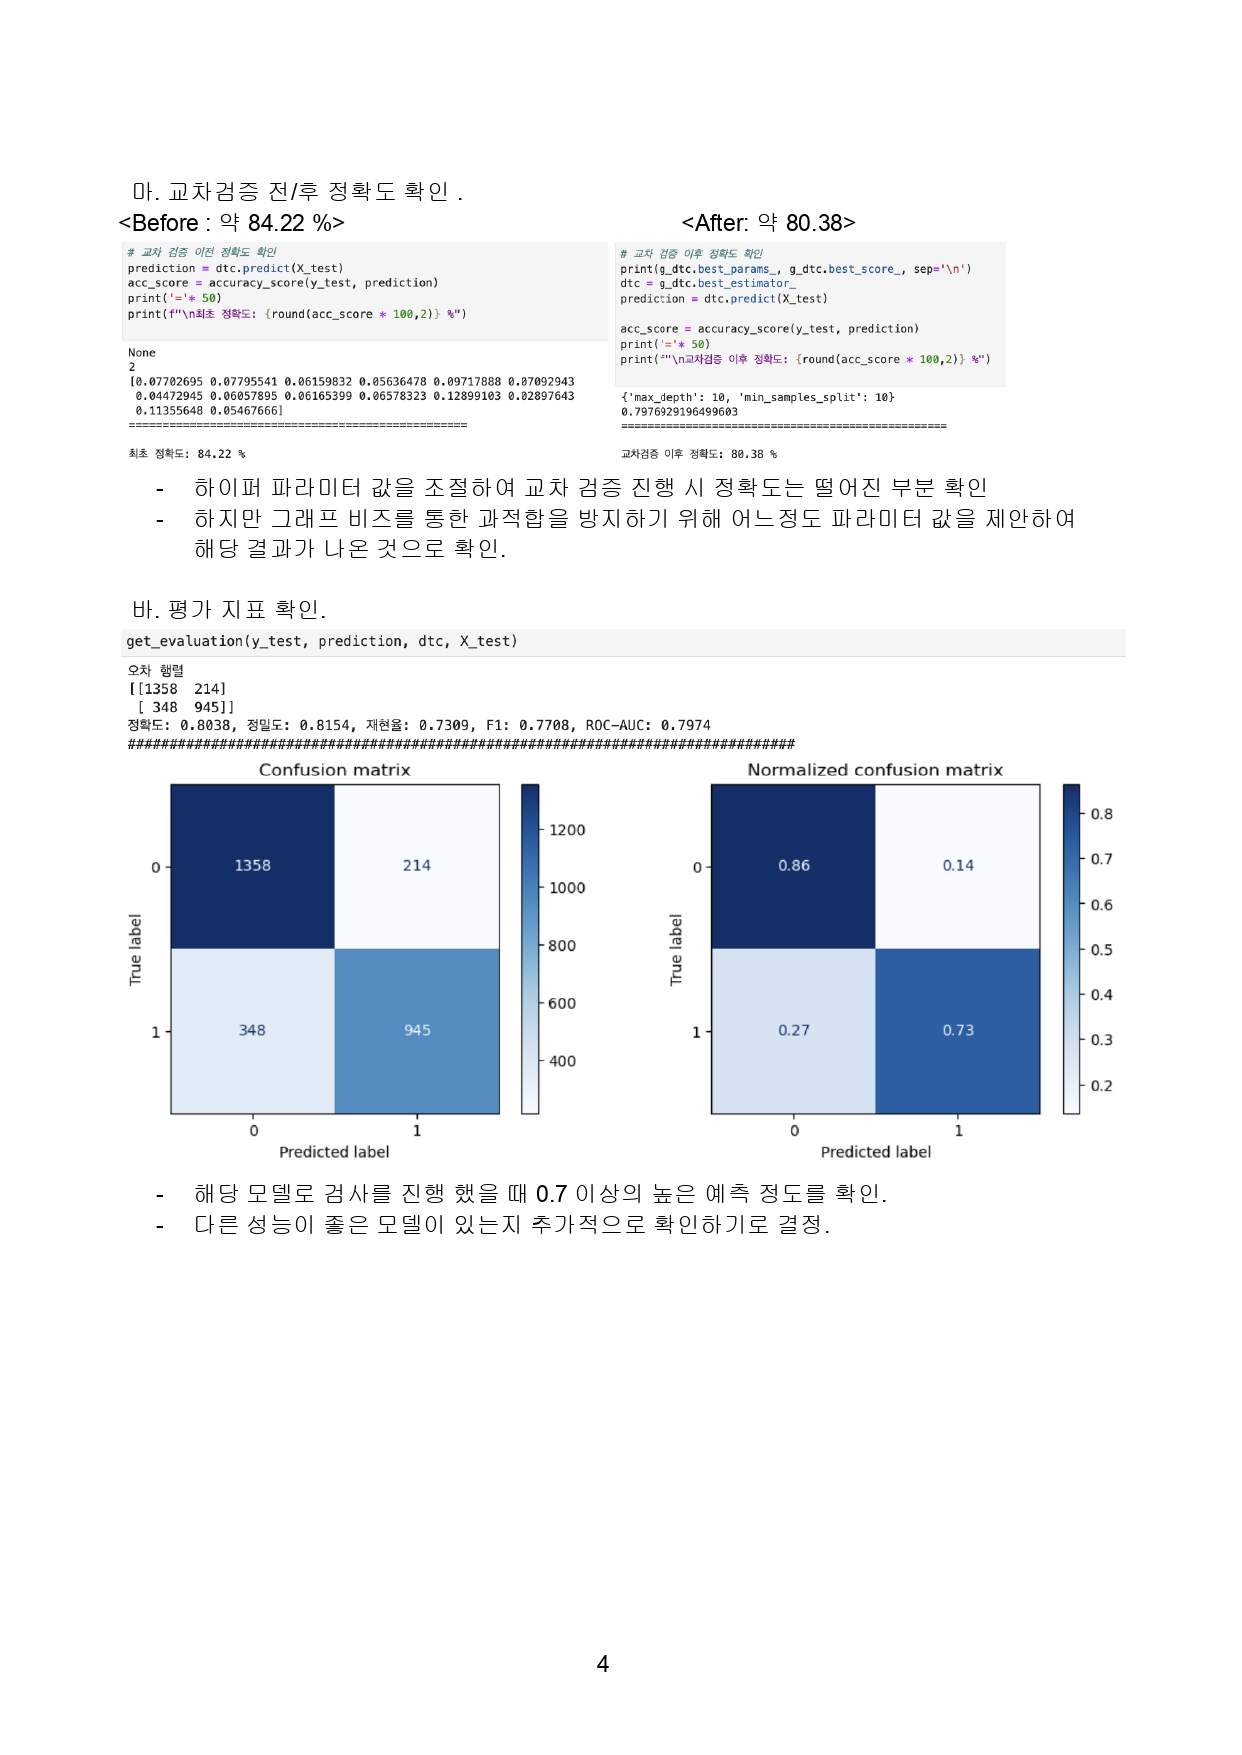 마. 교차검증 전/후 정확도 확인 .
<Before : 약 84.22 %>
<After: 약 80.38>
# 교차 검증 이전 정확도 확인
prediction = dtc.predict(X_test)
acc_score = accuracy_score(y_test, prediction)
print('='* 50)
print(f"\n최초 정확도: {round(acc_score * 100,2)} %")
None
2
[0.07702695 0.07795541 0.06159832 0.05636478 0.09717888 0.07092943
0.04472945 0.06057895 0.06165399 0.06578323 0.12899103 0.02897643
0.11355648 0.05467666]
==================================================
최초 정확도: 84.22 %
# 교차 검증 이후 정확도 확인
print(g_dtc.best_params_, g_dtc.best_score_, sep='\n')
dtc = g_dtc.best_estimator_
prediction = dtc.predict(X_test)
acc_score = accuracy_score(y_test, prediction)
print('='* 50)
print(f"\n교차검증 이후 정확도: {round(acc_score * 100,2)} %")
{'max_depth': 10, 'min_samples_split': 10}
0.7976929196499603
==================================================
교차검증 이후 정확도: 80.38 %
- 하이퍼 파라미터 값을 조절하여 교차 검증 진행 시 정확도는 떨어진 부분 확인
- 하지만 그래프 비즈를 통한 과적합을 방지하기 위해 어느정도 파라미터 값을 제안하여
해당 결과가 나온 것으로 확인.
바. 평가 지표 확인.
get_evaluation(y_test, prediction, dtc, X_test)
오차 행렬
[[1358 214]
[ 348 945]]
정확도: 0.8038, 정밀도: 0.8154, 재현율: 0.7309, F1: 0.7708, ROC-AUC: 0.7974
################################################################################
Confusion matrix
1358 214
348 945
0
1
True label
0 1
Predicted label
1200
1000
800
600
400
Normalized confusion matrix
0.86 0.14
0.27 0.73
0
1
True label
0 1
Predicted label
0.8
0.7
0.6
0.5
0.4
0.3
0.2
- 해당 모델로 검사를 진행 했을 때 0.7 이상의 높은 예측 정도를 확인.
- 다른 성능이 좋은 모델이 있는지 추가적으로 확인하기로 결정.
4